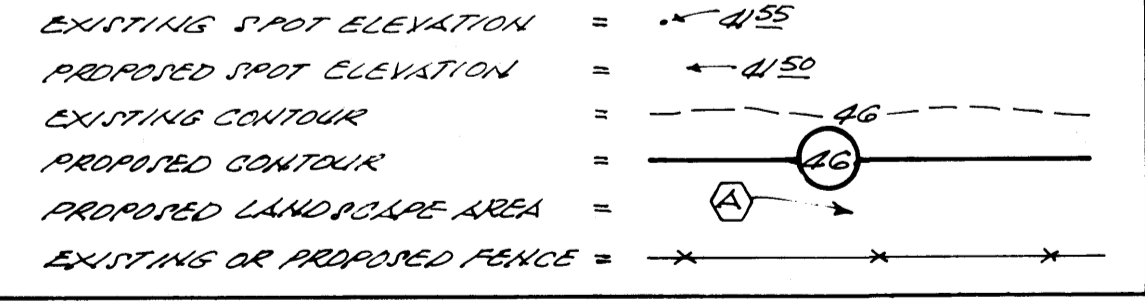 EXISTING SPOT ELEVATION = 41 55
PROPOSED SPOT ELEVATION = 41 50
EXISTING CONTOUR = 46
PROPOSED CONTOUR = 46
PROPOSED LANDSCAPE AREA = A
EXISTING OR PROPOSED FENCE =